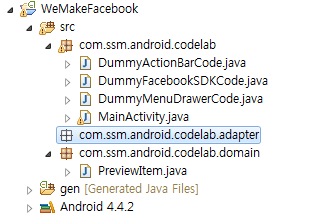 WeMakeFacebook
src
com.ssm.android.codelab
DummyActionBarCode.java
DummyFacebookSDKCode.java
DummyMenuDrawerCode.java
MainActivity.java
com.ssm.android.codelab.adapter
com.ssm.android.codelab.domain
PreviewItem.java
gen [Generated Java Files]
Android 4.4.2